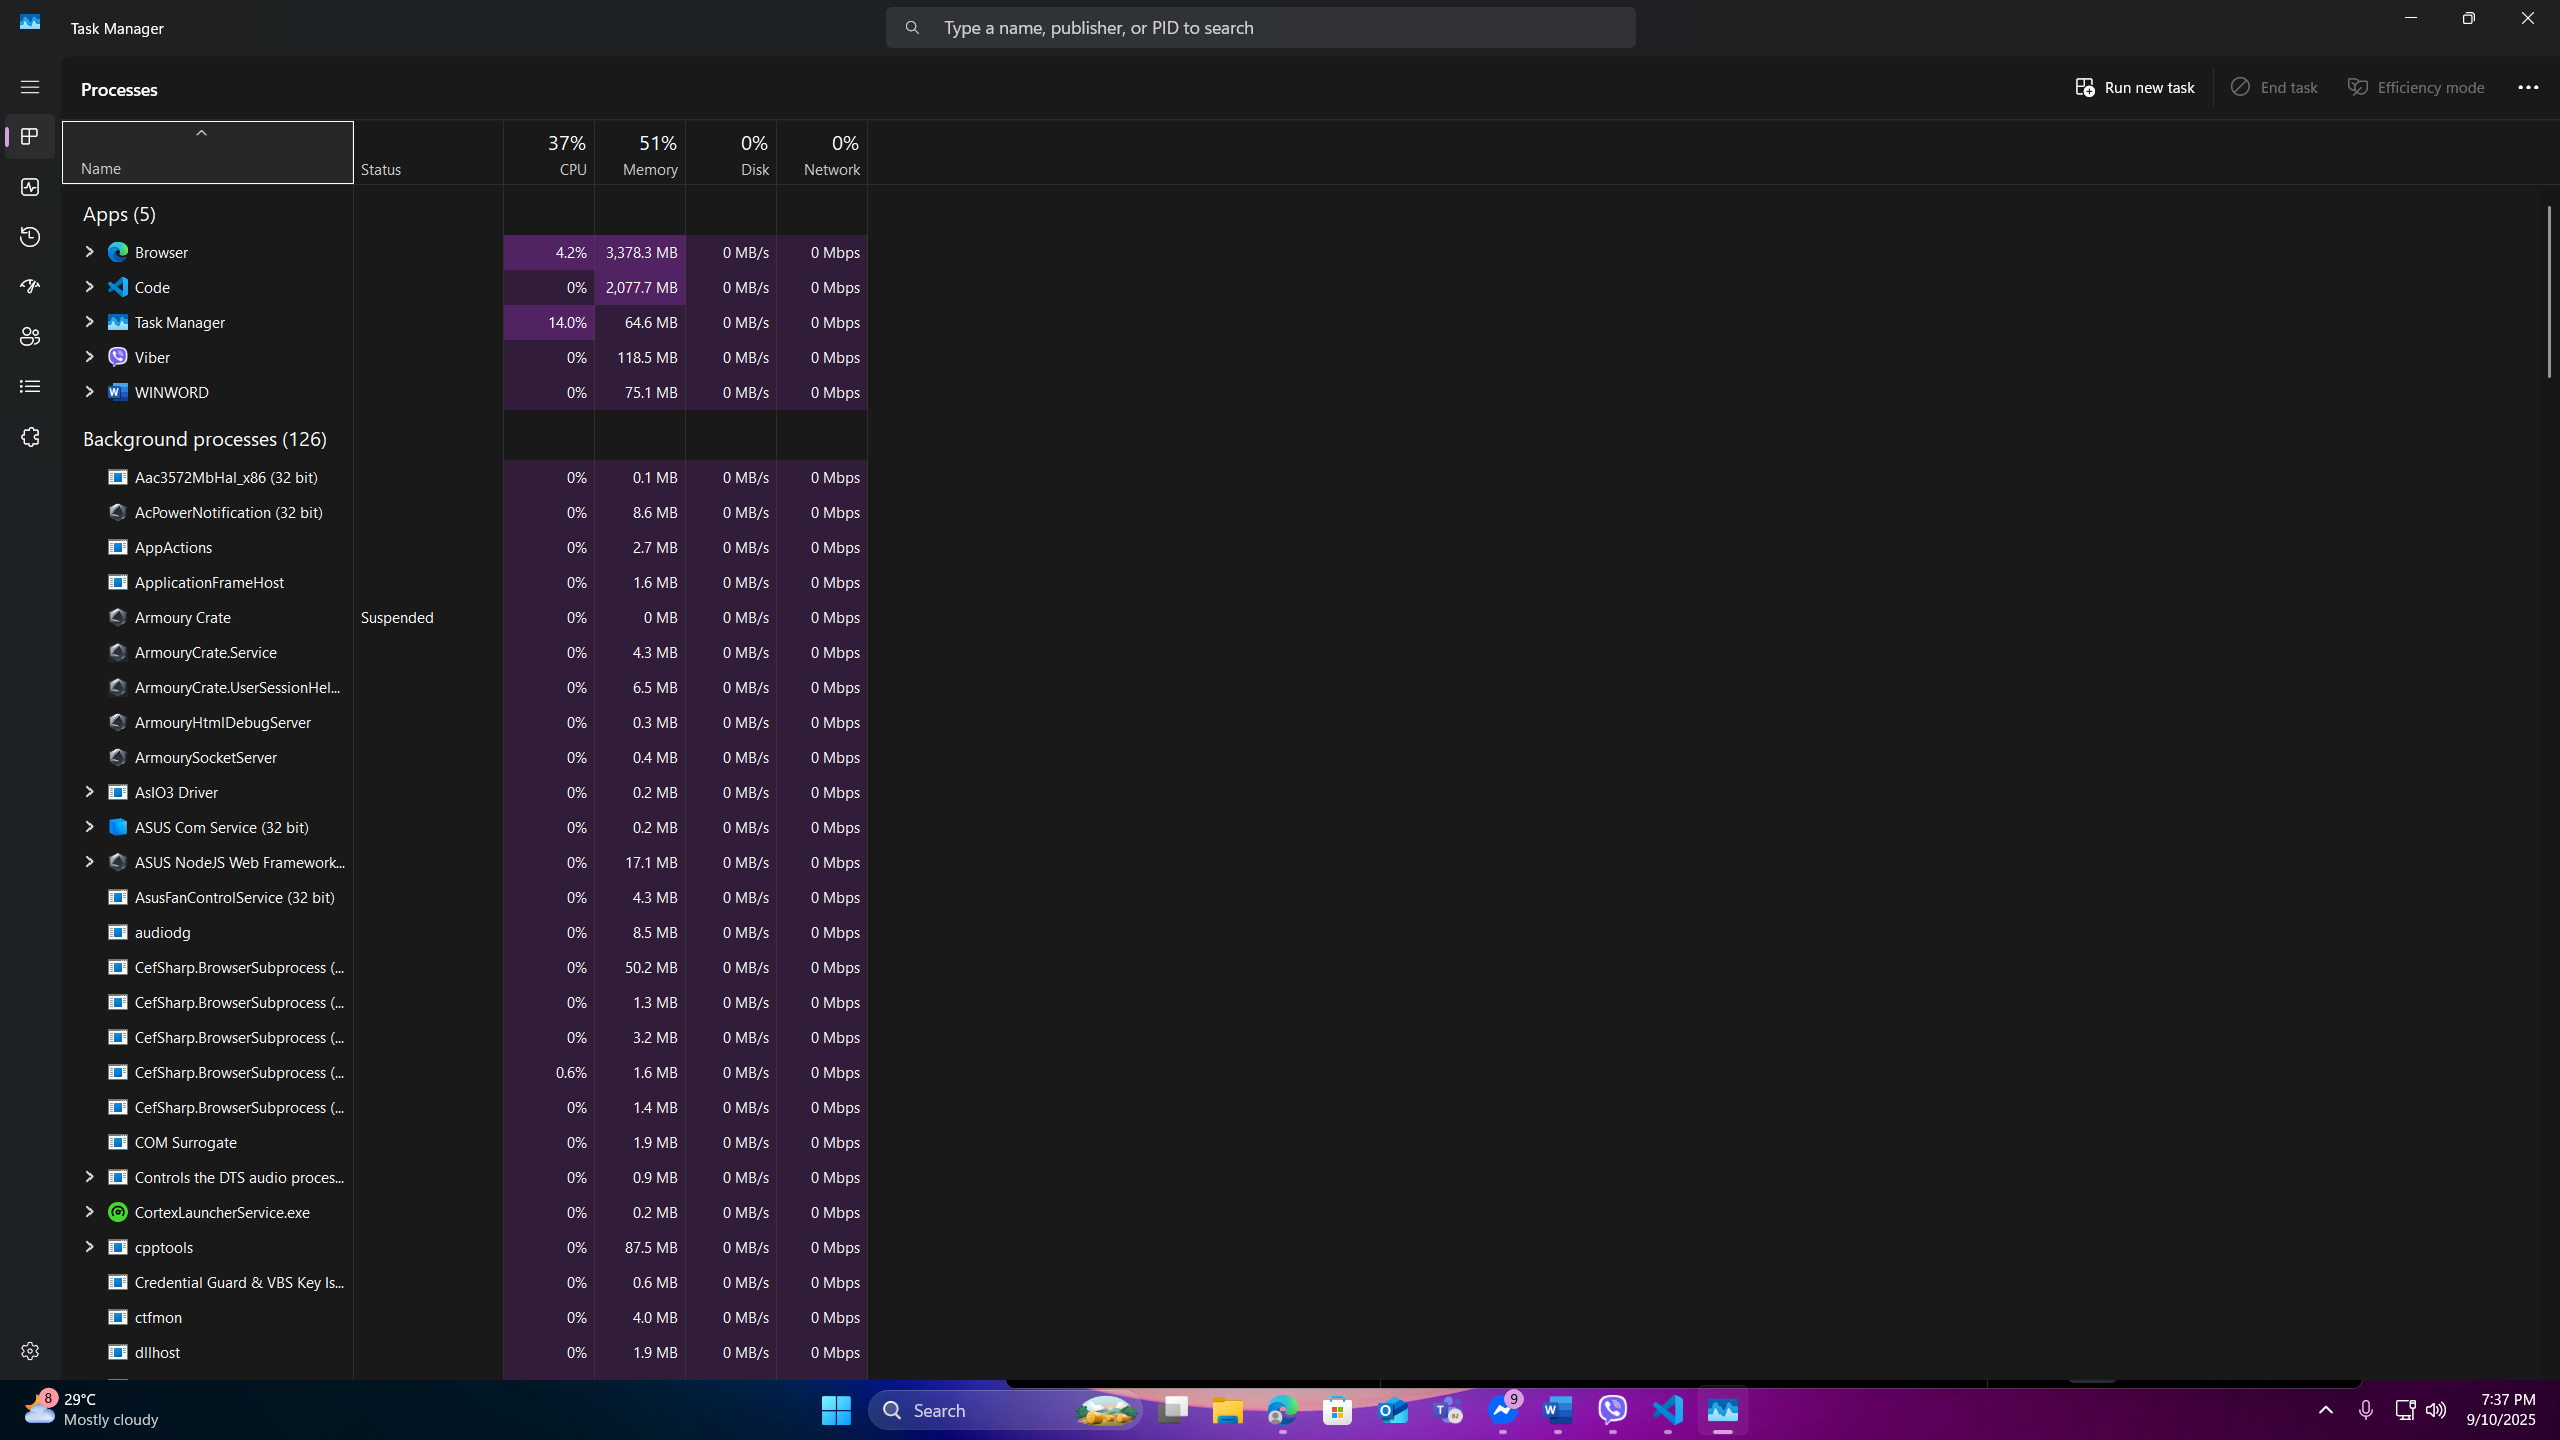 Task Manager
Type a name, publisher, or PID to search
Processes
Run new task
End task
Efficiency mode
Name Status 37% CPU 51% Memory 0% Disk 0% Network
Apps (5)
Browser 4.2% 3,378.3 MB 0 MB/s 0 Mbps
Code 0% 2,077.7 MB 0 MB/s 0 Mbps
Task Manager 14.0% 64.6 MB 0 MB/s 0 Mbps
Viber 0% 118.5 MB 0 MB/s 0 Mbps
WINWORD 0% 75.1 MB 0 MB/s 0 Mbps
Background processes (126)
Aac3572MbHal_x86 (32 bit) 0% 0.1 MB 0 MB/s 0 Mbps
AcPowerNotification (32 bit) 0% 8.6 MB 0 MB/s 0 Mbps
AppActions 0% 2.7 MB 0 MB/s 0 Mbps
ApplicationFrameHost 0% 1.6 MB 0 MB/s 0 Mbps
Armoury Crate Suspended 0% 0 MB 0 MB/s 0 Mbps
ArmouryCrate.Service 0% 4.3 MB 0 MB/s 0 Mbps
ArmouryCrate.UserSessionHel... 0% 6.5 MB 0 MB/s 0 Mbps
ArmouryHtmlDebugServer 0% 0.3 MB 0 MB/s 0 Mbps
ArmourySocketServer 0% 0.4 MB 0 MB/s 0 Mbps
AsIO3 Driver 0% 0.2 MB 0 MB/s 0 Mbps
ASUS Com Service (32 bit) 0% 0.2 MB 0 MB/s 0 Mbps
ASUS NodeJS Web Framework... 0% 17.1 MB 0 MB/s 0 Mbps
AsusFanControlService (32 bit) 0% 4.3 MB 0 MB/s 0 Mbps
audiodg 0% 8.5 MB 0 MB/s 0 Mbps
CefSharp.BrowserSubprocess (... 0% 50.2 MB 0 MB/s 0 Mbps
CefSharp.BrowserSubprocess (... 0% 1.3 MB 0 MB/s 0 Mbps
CefSharp.BrowserSubprocess (... 0% 3.2 MB 0 MB/s 0 Mbps
CefSharp.BrowserSubprocess (... 0.6% 1.6 MB 0 MB/s 0 Mbps
CefSharp.BrowserSubprocess (... 0% 1.4 MB 0 MB/s 0 Mbps
COM Surrogate 0% 1.9 MB 0 MB/s 0 Mbps
Controls the DTS audio proces... 0% 0.9 MB 0 MB/s 0 Mbps
CortexLauncherService.exe 0% 0.2 MB 0 MB/s 0 Mbps
cpptools 0% 87.5 MB 0 MB/s 0 Mbps
Credential Guard & VBS Key Is... 0% 0.6 MB 0 MB/s 0 Mbps
ctfmon 0% 4.0 MB 0 MB/s 0 Mbps
dllhost 0% 1.9 MB 0 MB/s 0 Mbps
8 29°C
Mostly cloudy
Search
9
7:37 PM
9/10/2025